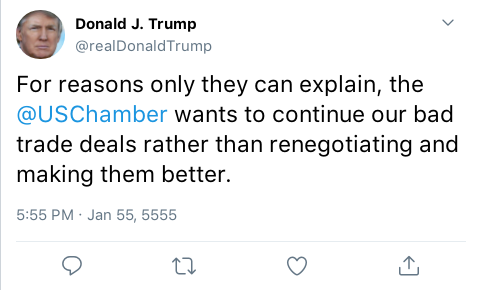 Donald J. Trump
@realDonaldTrump
For reasons only they can explain, the
@USChamber wants to continue our bad
trade deals rather than renegotiating and
making them better.
5:55 PM · Jan 55, 5555